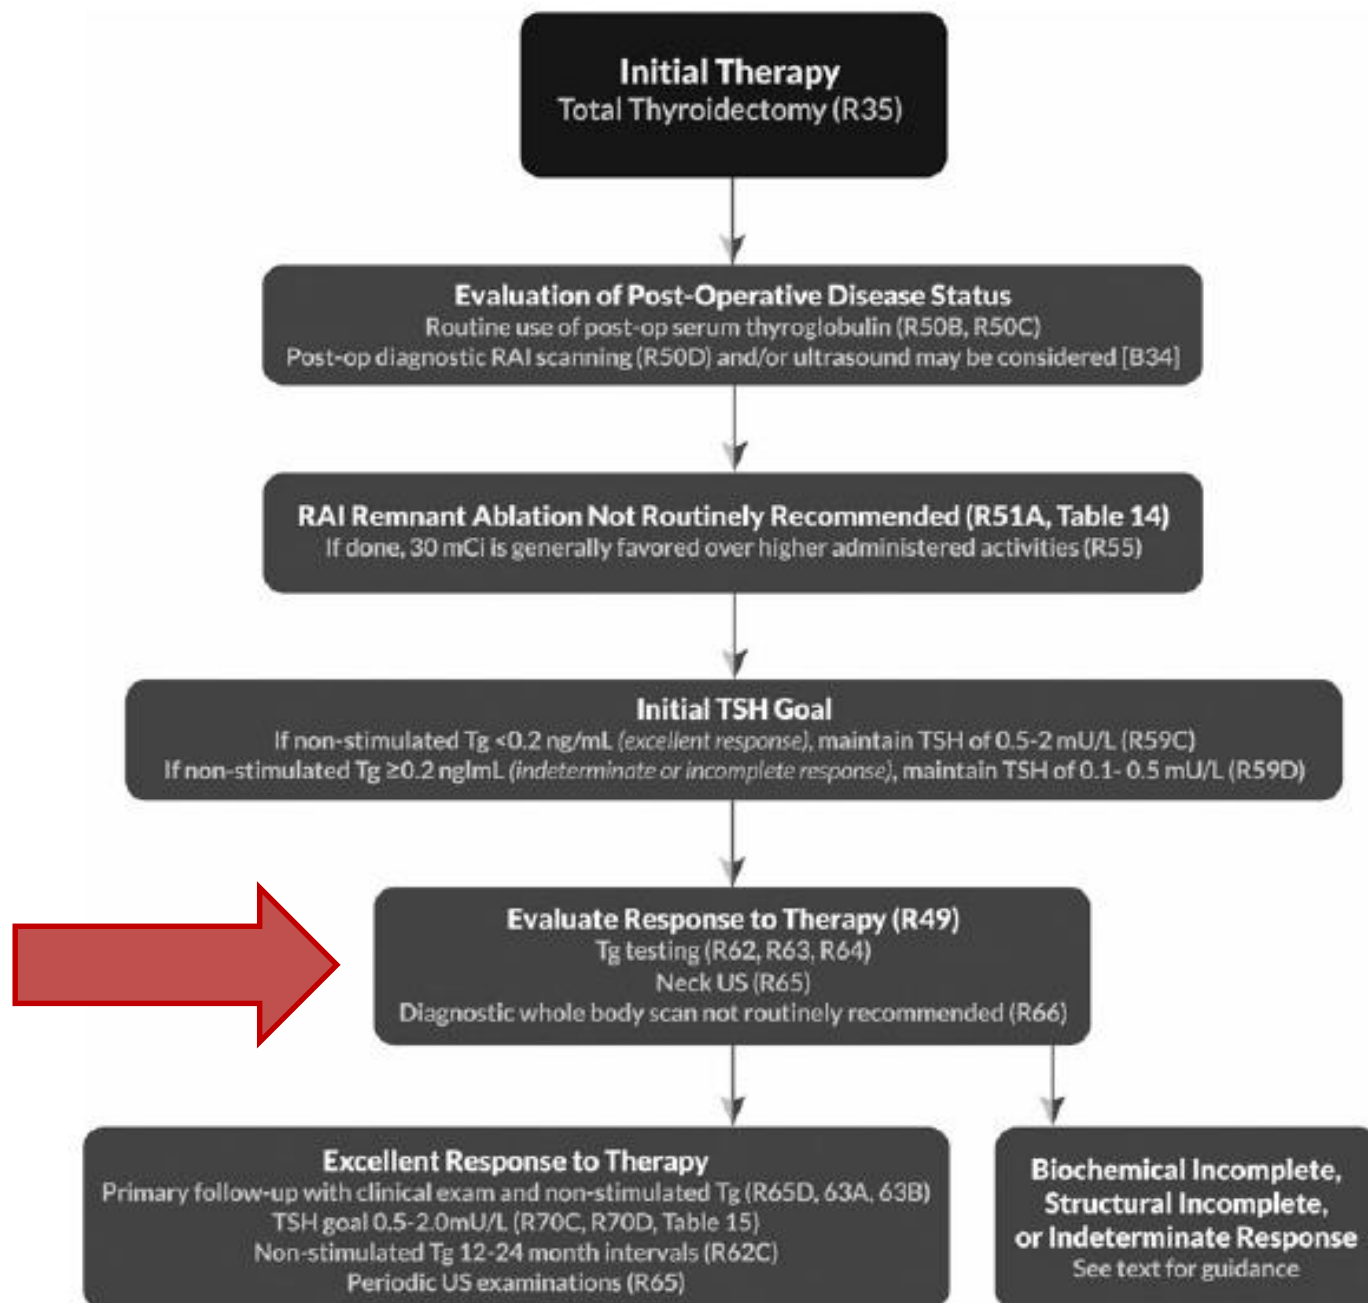 Initial Therapy
Total Thyroidectomy (R35)
Evaluation of Post-Operative Disease Status
Routine use of post-op serum thyroglobulin (R50B, R50C)
Post-op diagnostic RAI scanning (R50D) and/or ultrasound may be considered [B34]
RAI Remnant Ablation Not Routinely Recommended (R51A, Table 14)
If done, 30 mCi is generally favored over higher administered activities (R55)
Initial TSH Goal
If non-stimulated Tg <0.2 ng/mL (excellent response), maintain TSH of 0.5-2 mU/L (R59C)
If non-stimulated Tg ≥0.2 nglmL (indeterminate or incomplete response), maintain TSH of 0.1- 0.5 mU/L (R59D)
Evaluate Response to Therapy (R49)
Tg testing (R62, R63, R64)
Neck US (R65)
Diagnostic whole body scan not routinely recommended (R66)
Excellent Response to Therapy
Primary follow-up with clinical exam and non-stimulated Tg (R65D, 63A, 63B)
TSH goal 0.5-2.0mU/L (R70C, R70D, Table 15)
Non-stimulated Tg 12-24 month intervals (R62C)
Periodic US examinations (R65)
Biochemical Incomplete,
Structural Incomplete,
or Indeterminate Response
See text for guidance